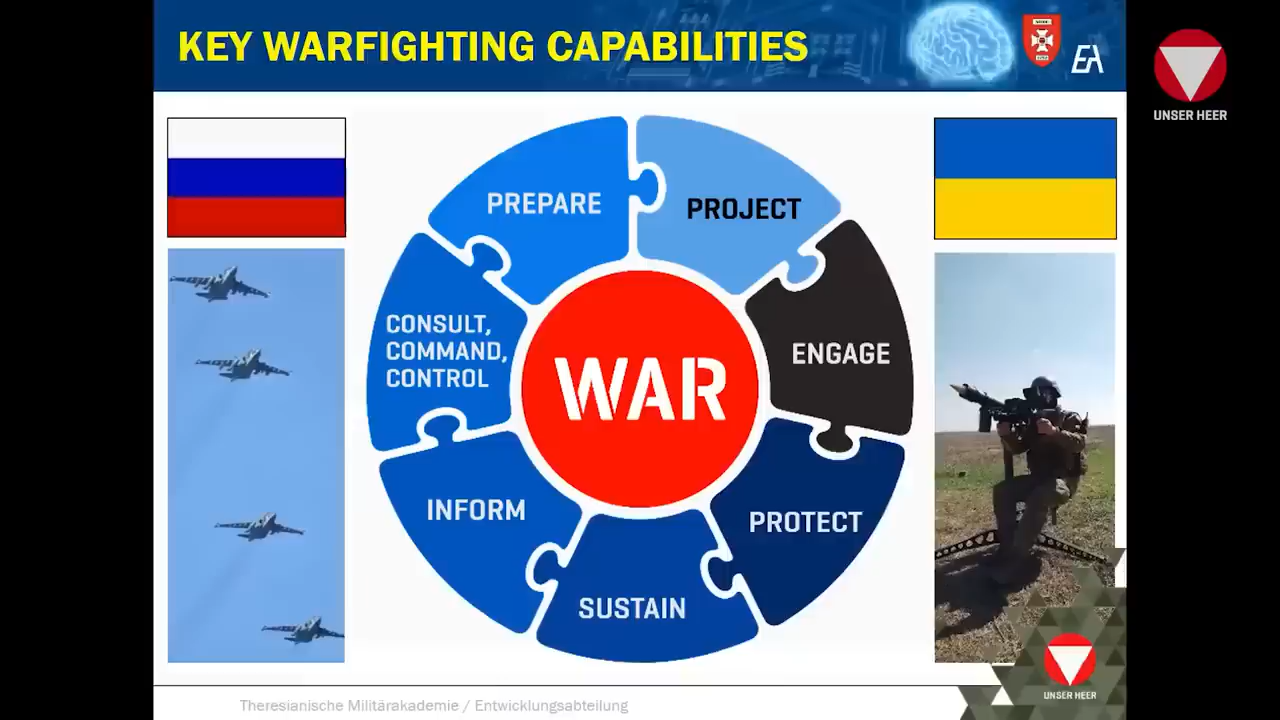 KEY WARFIGHTING CAPABILITIES
UNSER HEER
PREPARE
PROJECT
CONSULT,
COMMAND,
CONTROL
ENGAGE
WAR
INFORM
PROTECT
SUSTAIN
UNSER HEER
Theresianische Militärakademie / Entwicklungsabteilung